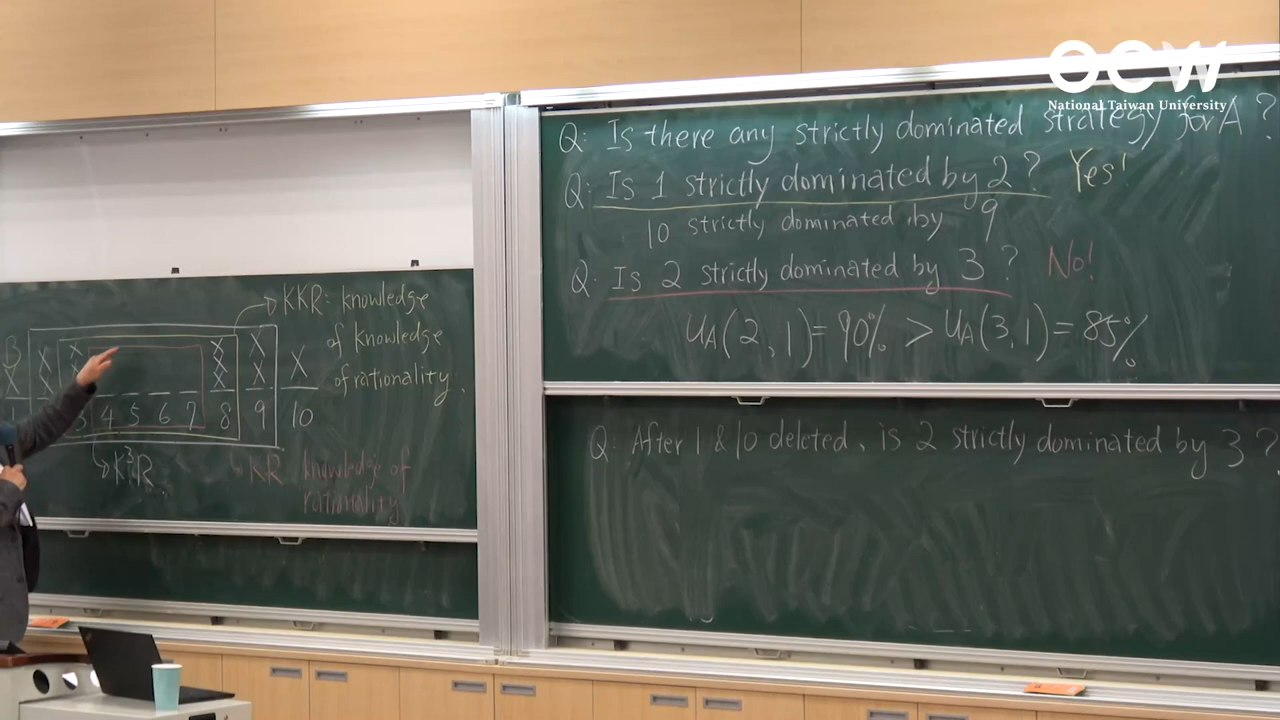 OCW
National Taiwan University
KKR: knowledge
of knowledge
of rationality.
B X X X X X X X X X X X
3 4 5 6 7 8 9 10
K³R
KR knowledge of
rationality
Q: Is there any strictly dominated strategy for A ?
Q: Is 1 strictly dominated by 2 ? Yes!
10 strictly dominated by 9
Q: Is 2 strictly dominated by 3 ? No!
U_A(2, 1) = 90% > U_A(3, 1) = 85%
Q: After 1 & 10 deleted, is 2 strictly dominated by 3 ?